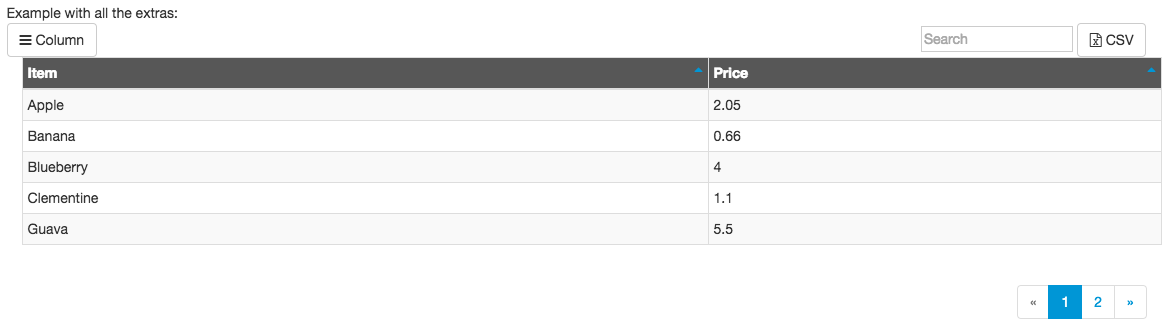 Example with all the extras:
Column Search CSV
Item Price
Apple 2.05
Banana 0.66
Blueberry 4
Clementine 1.1
Guava 5.5
« 1 2 »